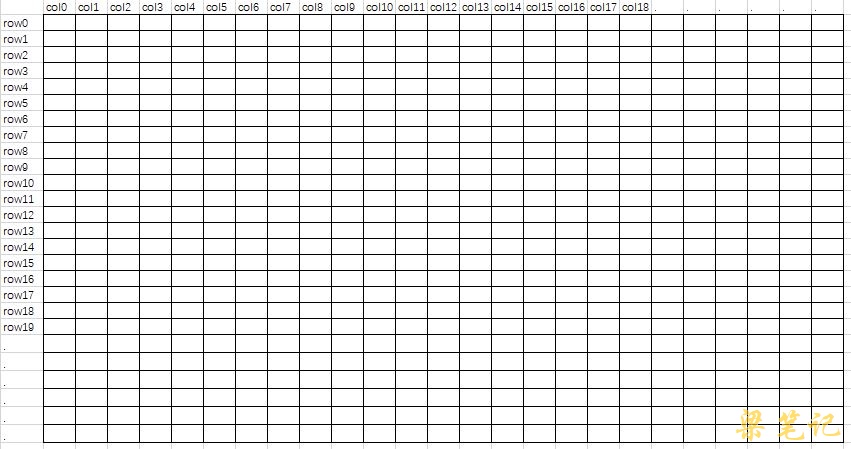 col0 col1 col2 col3 col4 col5 col6 col7 col8 col9 col10 col11 col12 col13 col14 col15 col16 col17 col18 . . . . . .
row0
row1
row2
row3
row4
row5
row6
row7
row8
row9
row10
row11
row12
row13
row14
row15
row16
row17
row18
row19
.
.
.
.
.
.
梁笔记